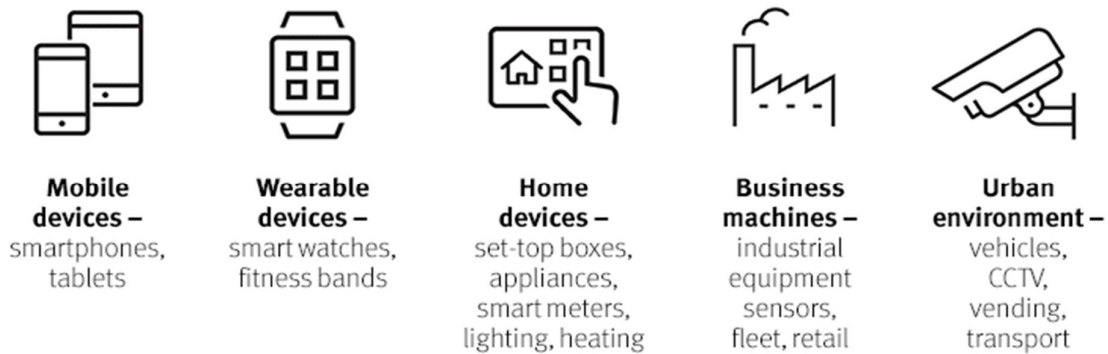 Mobile
devices –
smartphones,
tablets
Wearable
devices –
smart watches,
fitness bands
Home
devices –
set-top boxes,
appliances,
smart meters,
lighting, heating
Business
machines –
industrial
equipment
sensors,
fleet, retail
Urban
environment –
vehicles,
CCTV,
vending,
transport